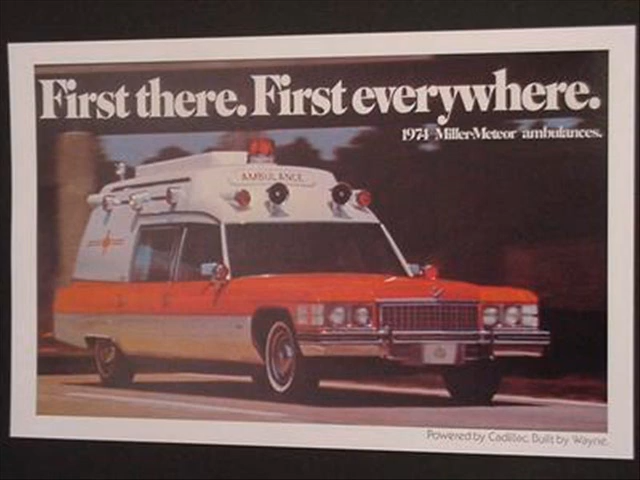 First there. First everywhere.
1974 Miller-Meteor ambulances.
AMBULANCE
Powered by Cadillac. Built by Wayne.